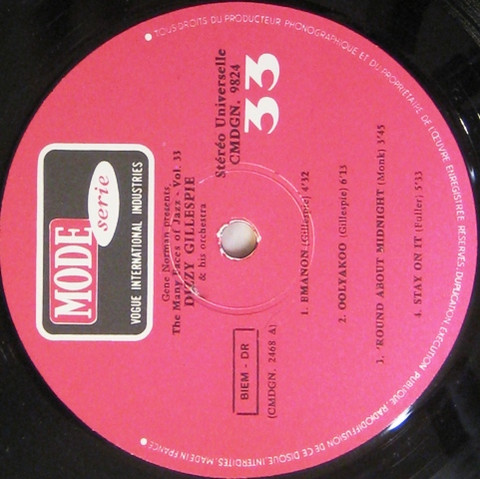 • TOUS DROITS DU PRODUCTEUR PHONOGRAPHIQUE ET DU PROPRIETAIRE DE L'ŒUVRE ENREGISTRÉE RÉSERVÉS. DUPLICATION EXECUTION PUBLIQUE, RADIODIFFUSION DE CE DISQUE INTERDITES. MADE IN FRANCE •
MODE
serie
VOGUE INTERNATIONAL INDUSTRIES
Gene Norman presents
The Many Faces of Jazz - Vol. 33
DIZZY GILLESPIE
& his orchestra
Stéréo Universelle
CMDGN. 9824
33
BIEM - DR
(CMDGN. 2468 A)
1. EMANON (Gillespie) 4'32
2. OOLYAKOO (Gillespie) 6'13
3. 'ROUND ABOUT MIDNIGHT (Monk) 3'45
4. STAY ON IT (Fuller) 5'33